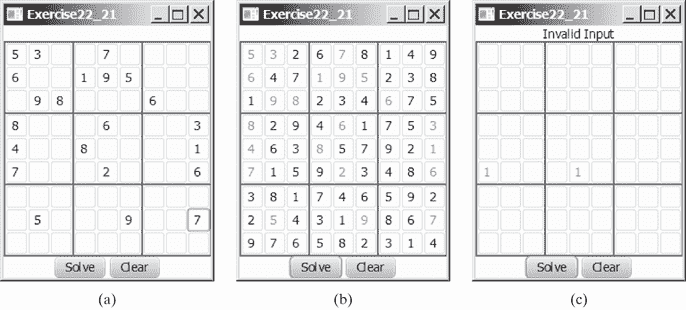 Exercise22_21
5 3 7
6 1 9 5
9 8 6
8 6 3
4 8 1
7 2 6
5 9 7
Solve Clear
(a)
Exercise22_21
5 3 2 6 7 8 1 4 9
6 4 7 1 9 5 2 3 8
1 9 8 2 3 4 6 7 5
8 2 9 4 6 1 7 5 3
4 6 3 8 5 7 9 2 1
7 1 5 9 2 3 4 8 6
3 8 1 7 4 6 5 9 2
2 5 4 3 1 9 8 6 7
9 7 6 5 8 2 3 1 4
Solve Clear
(b)
Exercise22_21
Invalid Input
1 1
Solve Clear
(c)